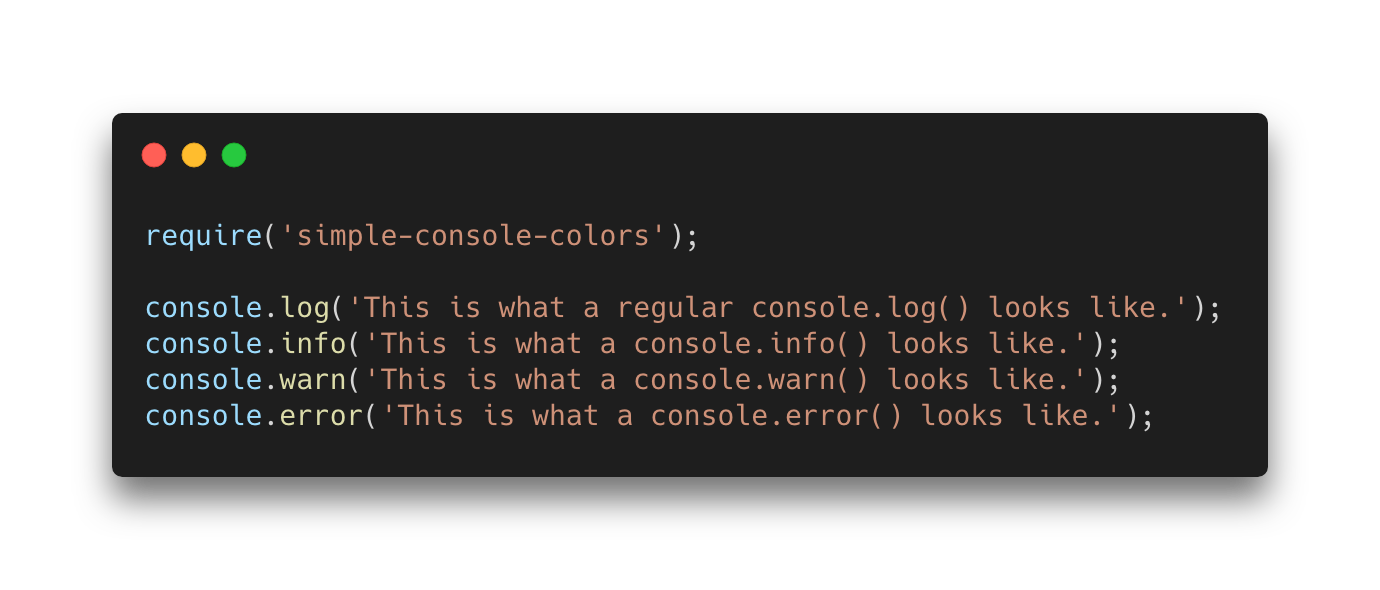 require('simple-console-colors');
console.log('This is what a regular console.log() looks like.');
console.info('This is what a console.info() looks like.');
console.warn('This is what a console.warn() looks like.');
console.error('This is what a console.error() looks like.');